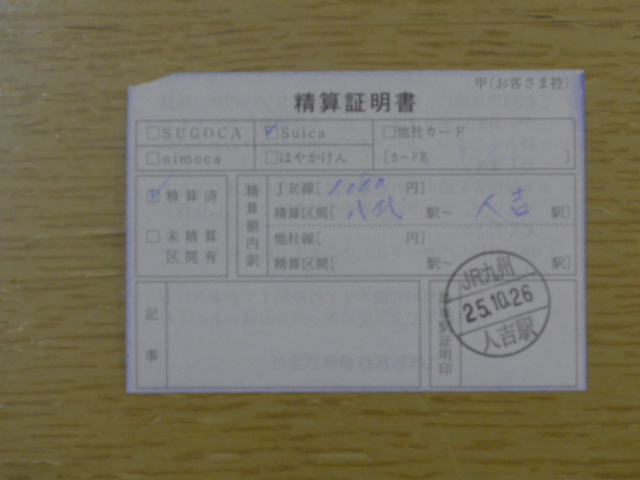 甲(お客さま控)
精算証明書
□SUGOCA ☑Suica □他社カード
□nimoca □はやかけん [カード名 ]
☑精算済
□未精算区間有
精算額内訳
JR線[ 1080 円]
精算区間[ 八代 駅～ 人吉 駅]
他社線[ 円]
精算区間[ 駅～ 駅]
記事
駅証明印
JR九州
25.10.26
人吉駅